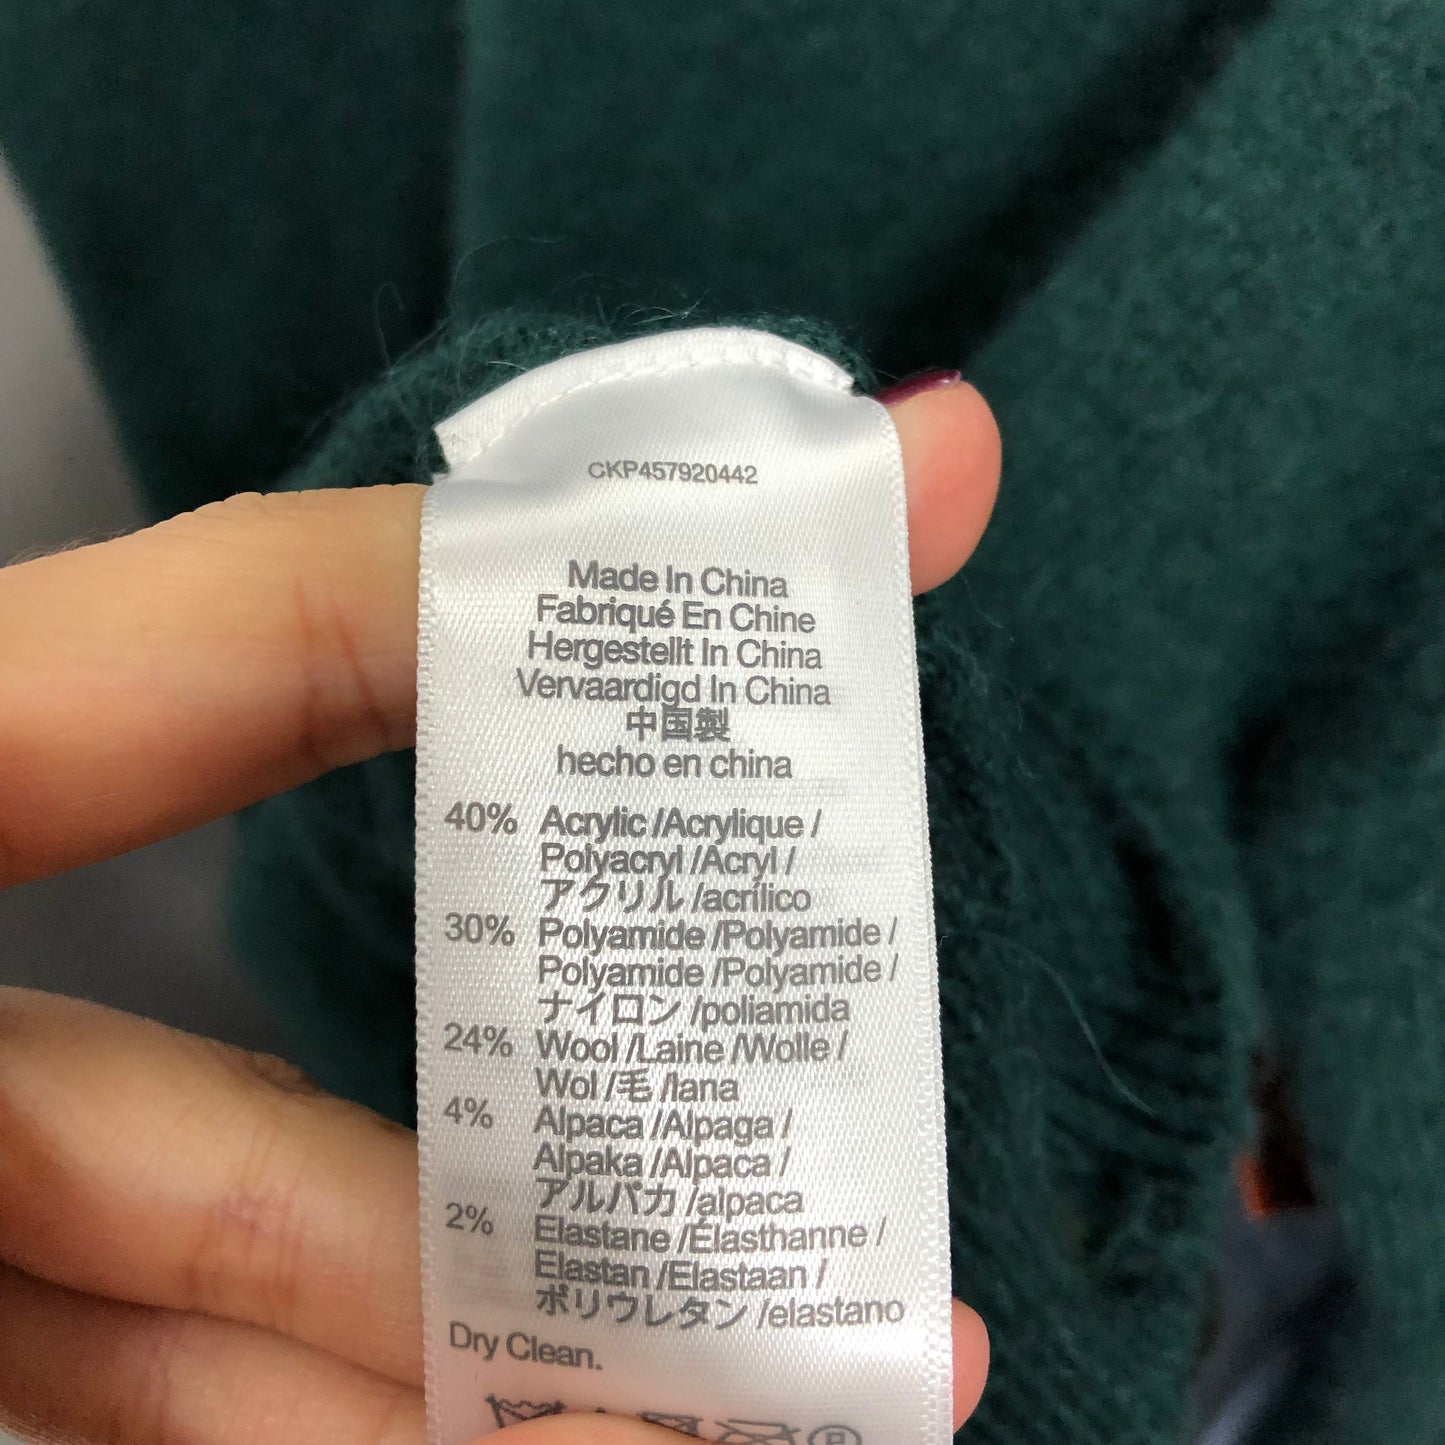 CKP457920442
Made In China
Fabriqué En Chine
Hergestellt In China
Vervaardigd In China
中国製
hecho en china
40% Acrylic /Acrylique /
Polyacryl /Acryl /
アクリル /acrílico
30% Polyamide /Polyamide /
Polyamide /Polyamide /
ナイロン /poliamida
24% Wool /Laine /Wolle /
Wol /毛 /lana
4% Alpaca /Alpaga /
Alpaka /Alpaca /
アルパカ /alpaca
2% Elastane /Élasthanne /
Elastan /Elastaan /
ポリウレタン /elastano
Dry Clean.